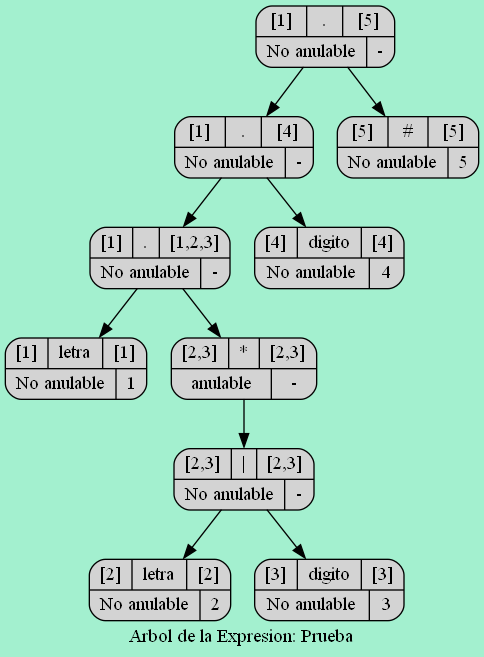 [1] . [5]
No anulable -
[1] . [4]
No anulable -
[5] # [5]
No anulable 5
[1] . [1,2,3]
No anulable -
[4] digito [4]
No anulable 4
[1] letra [1]
No anulable 1
[2,3] * [2,3]
anulable -
[2,3] | [2,3]
No anulable -
[2] letra [2]
No anulable 2
[3] digito [3]
No anulable 3
Arbol de la Expresion: Prueba